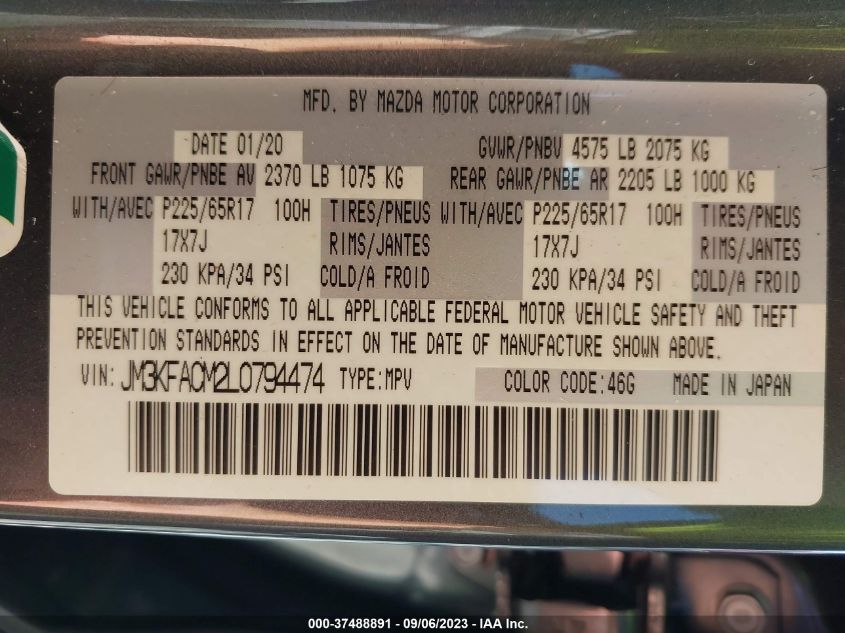 MFD. BY MAZDA MOTOR CORPORATION
DATE 01/20 GVWR/PNBV 4575 LB 2075 KG
FRONT GAWR/PNBE AV 2370 LB 1075 KG REAR GAWR/PNBE AR 2205 LB 1000 KG
WITH/AVEC P225/65R17 100H TIRES/PNEUS WITH/AVEC P225/65R17 100H TIRES/PNEUS
17X7J RIMS/JANTES 17X7J RIMS/JANTES
230 KPA/34 PSI COLD/A FROID 230 KPA/34 PSI COLD/A FROID
THIS VEHICLE CONFORMS TO ALL APPLICABLE FEDERAL MOTOR VEHICLE SAFETY AND THEFT
PREVENTION STANDARDS IN EFFECT ON THE DATE OF MANUFACTURE SHOWN ABOVE.
VIN: JM3KFACM2L0794474 TYPE:MPV COLOR CODE:46G MADE IN JAPAN
000-37488891 - 09/06/2023 - IAA Inc.